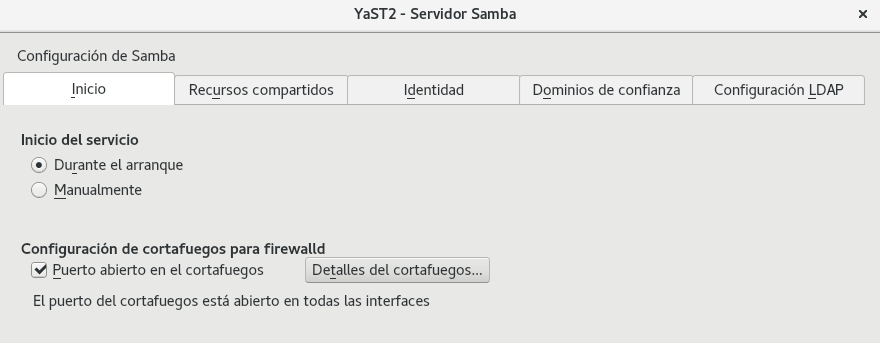 YaST2 - Servidor Samba
Configuración de Samba
Inicio Recursos compartidos Identidad Dominios de confianza Configuración LDAP
Inicio del servicio
Durante el arranque
Manualmente
Configuración de cortafuegos para firewalld
Puerto abierto en el cortafuegos Detalles del cortafuegos...
El puerto del cortafuegos está abierto en todas las interfaces